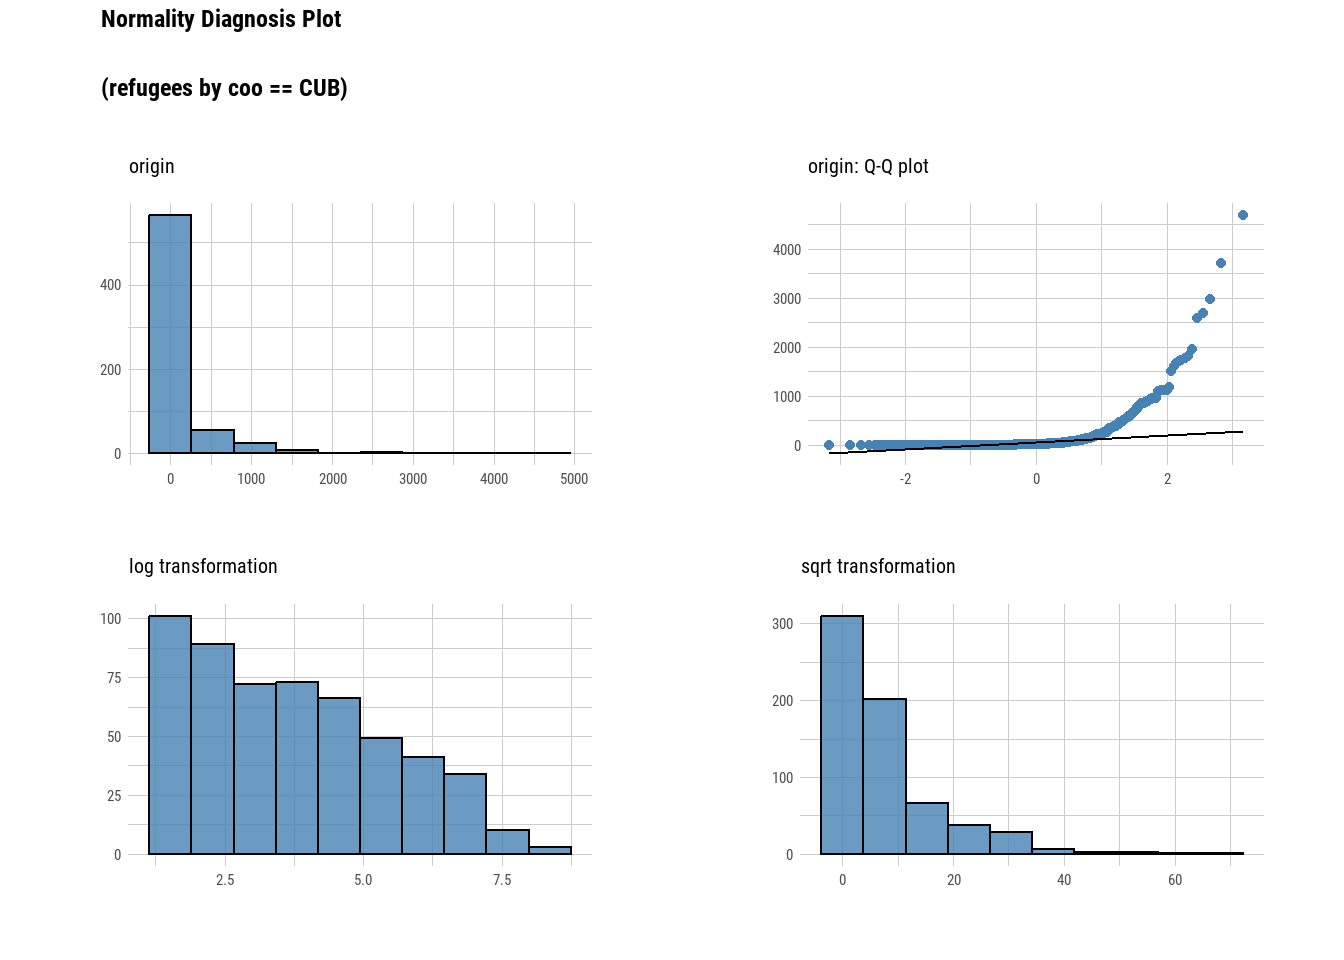 Normality Diagnosis Plot
(refugees by coo == CUB)
origin
400
200
0
0 1000 2000 3000 4000 5000
origin: Q-Q plot
4000
3000
2000
1000
0
-2 0 2
log transformation
100
75
50
25
0
2.5 5.0 7.5
sqrt transformation
300
200
100
0
0 20 40 60